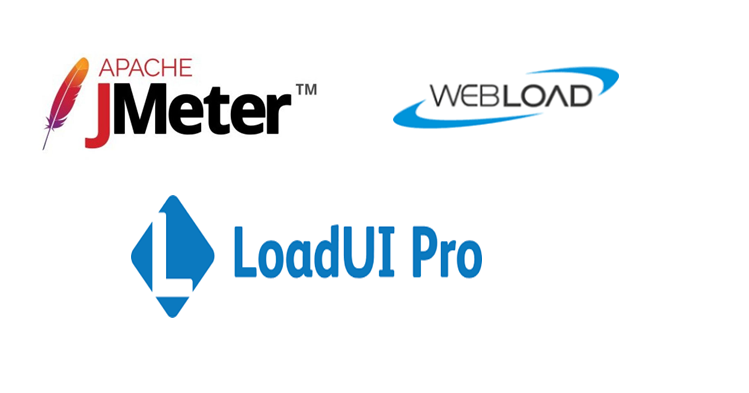 APACHE
JMeter™
WEBLOAD
L LoadUI Pro